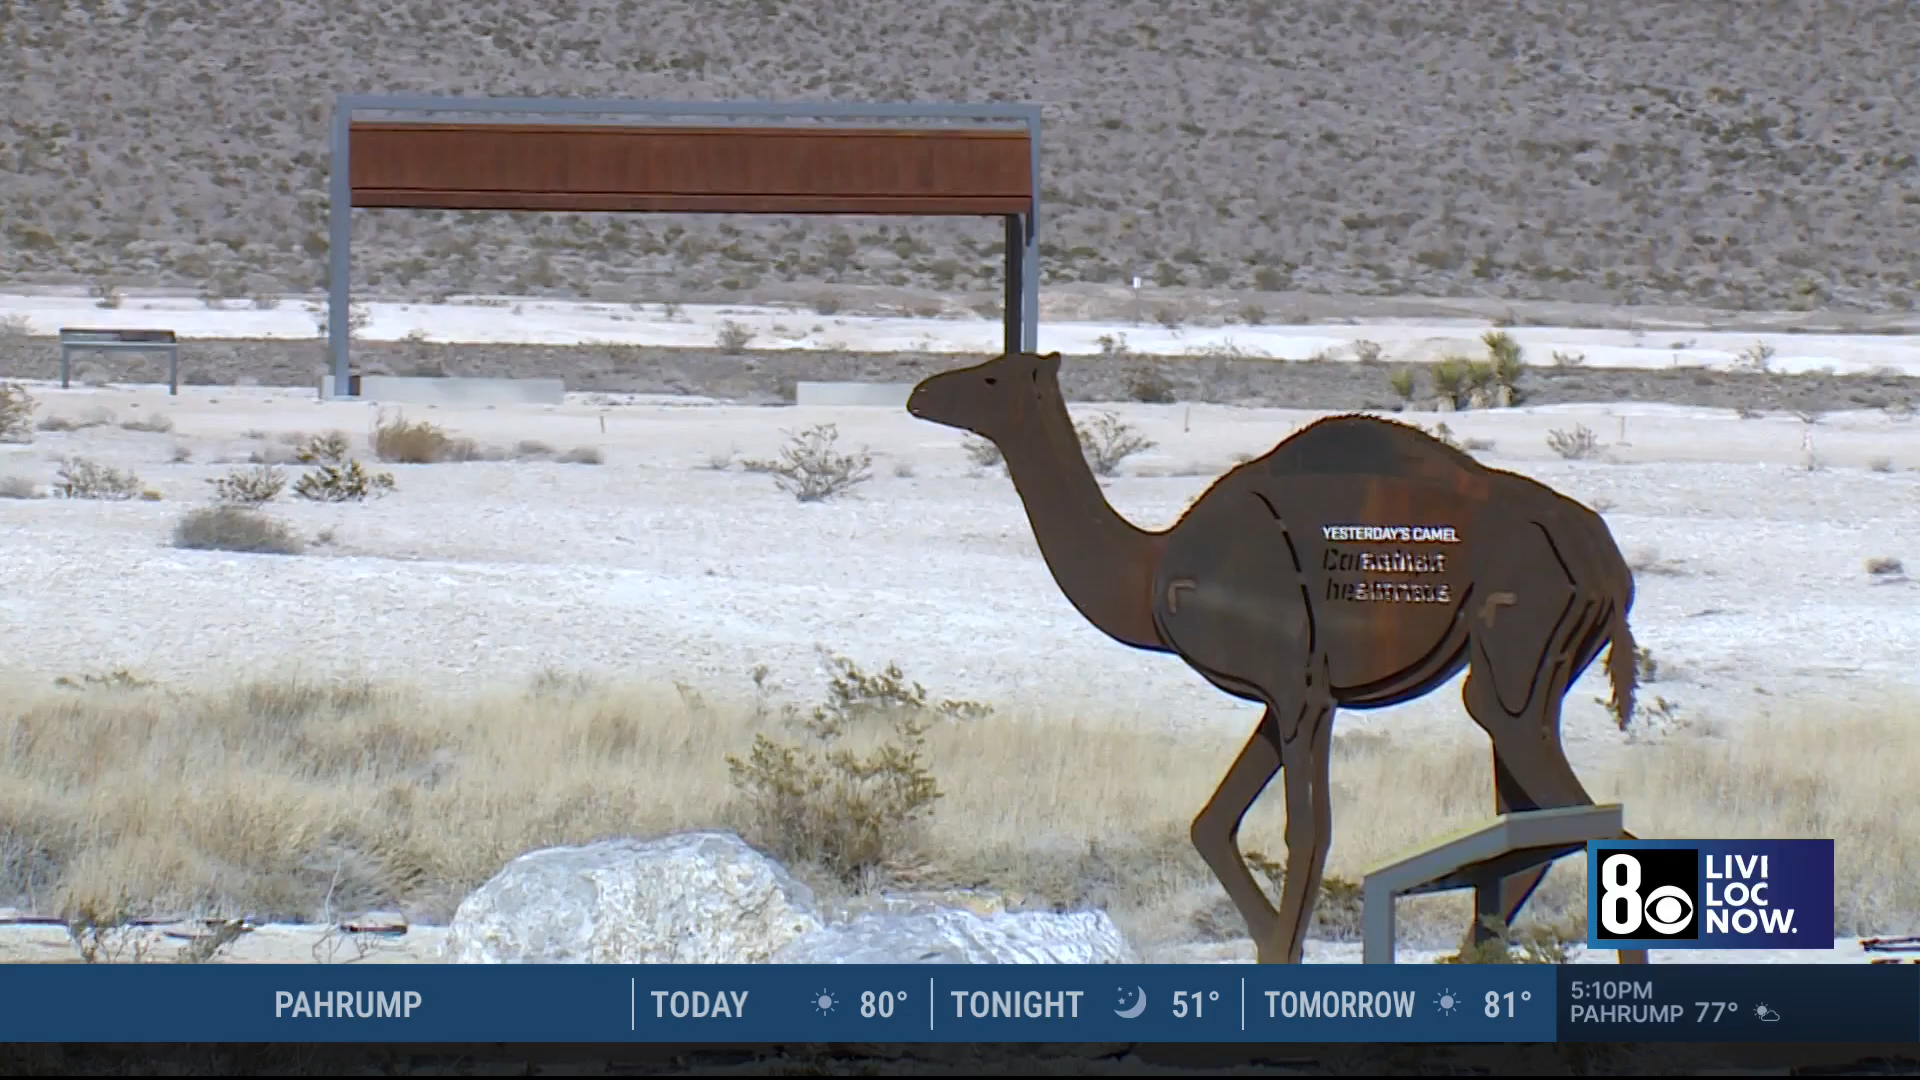 YESTERDAY'S CAMEL
8
LIVI
LOC
NOW.
PAHRUMP
TODAY 80°
TONIGHT 51°
TOMORROW 81°
5:10PM
PAHRUMP 77°